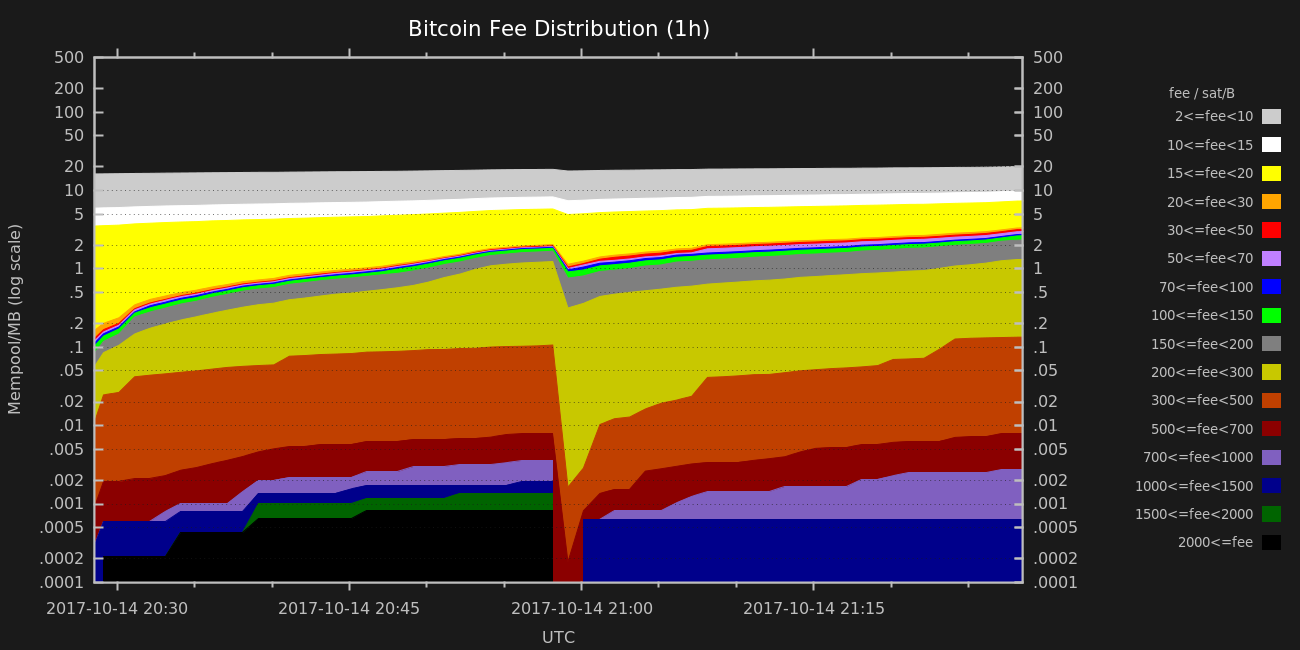 Bitcoin Fee Distribution (1h)
Mempool/MB (log scale)
500
200
100
50
20
10
5
2
1
.5
.2
.1
.05
.02
.01
.005
.002
.001
.0005
.0002
.0001
500
200
100
50
20
10
5
2
1
.5
.2
.1
.05
.02
.01
.005
.002
.001
.0005
.0002
.0001
2017-10-14 20:30 2017-10-14 20:45 2017-10-14 21:00 2017-10-14 21:15
UTC
fee / sat/B
2<=fee<10
10<=fee<15
15<=fee<20
20<=fee<30
30<=fee<50
50<=fee<70
70<=fee<100
100<=fee<150
150<=fee<200
200<=fee<300
300<=fee<500
500<=fee<700
700<=fee<1000
1000<=fee<1500
1500<=fee<2000
2000<=fee